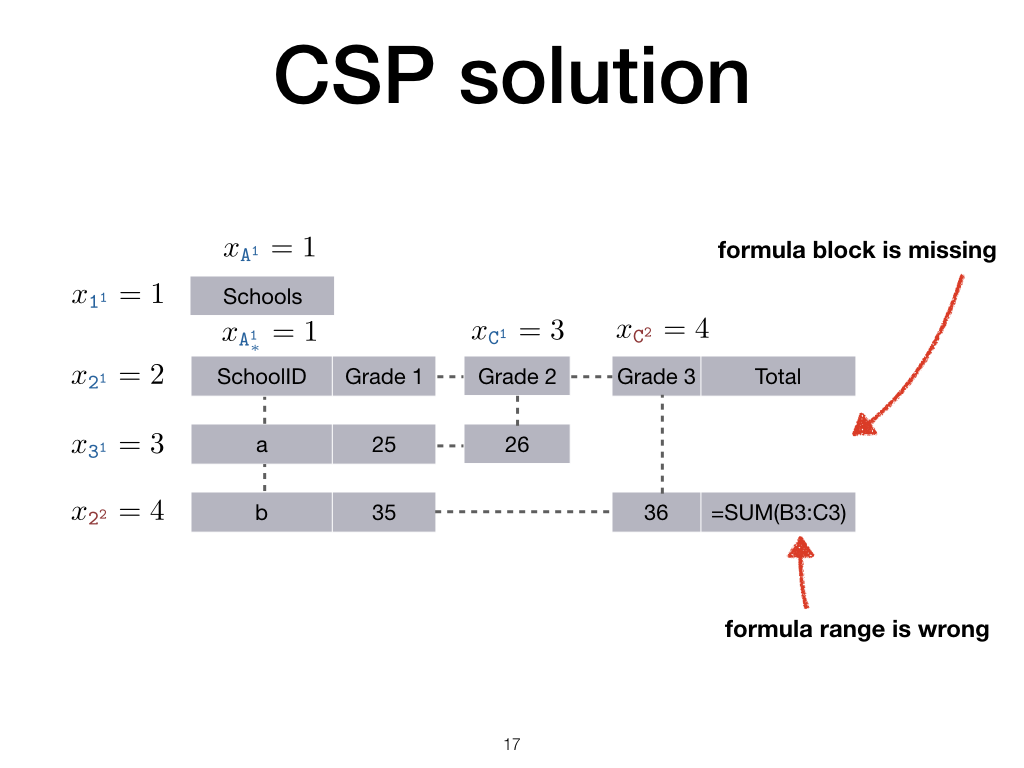 CSP solution
x_{A^1} = 1
formula block is missing
x_{1^1} = 1 Schools
x_{A^1_*} = 1 x_{C^1} = 3 x_{C^2} = 4
x_{2^1} = 2 SchoolID Grade 1 Grade 2 Grade 3 Total
x_{3^1} = 3 a 25 26
x_{2^2} = 4 b 35 36 =SUM(B3:C3)
formula range is wrong
17